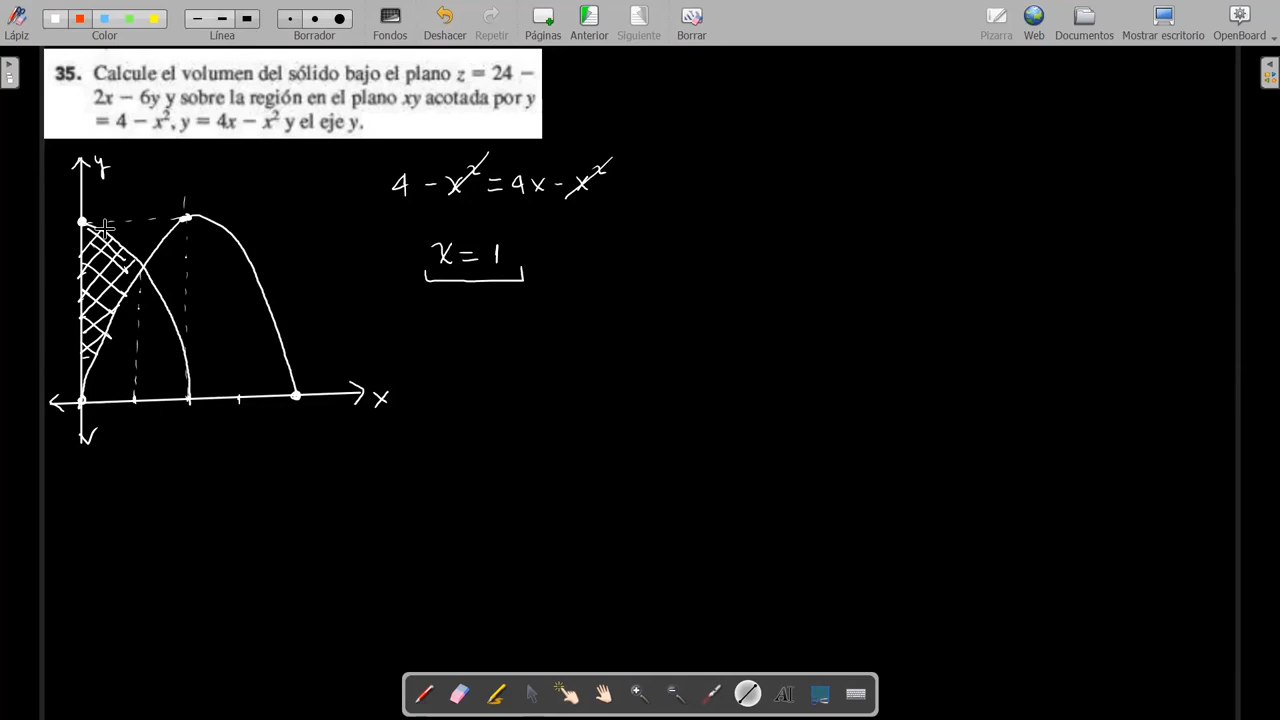 Lápiz
Color
Línea
Borrador
Fondos
Deshacer
Repetir
Páginas
Anterior
Siguiente
Borrar
Pizarra
Web
Documentos
Mostrar escritorio
OpenBoard
35. Calcule el volumen del sólido bajo el plano z = 24 −
2x − 6y y sobre la región en el plano xy acotada por y
= 4 − x², y = 4x − x² y el eje y.
y
4 - x² = 4x - x²
x = 1
x
AI